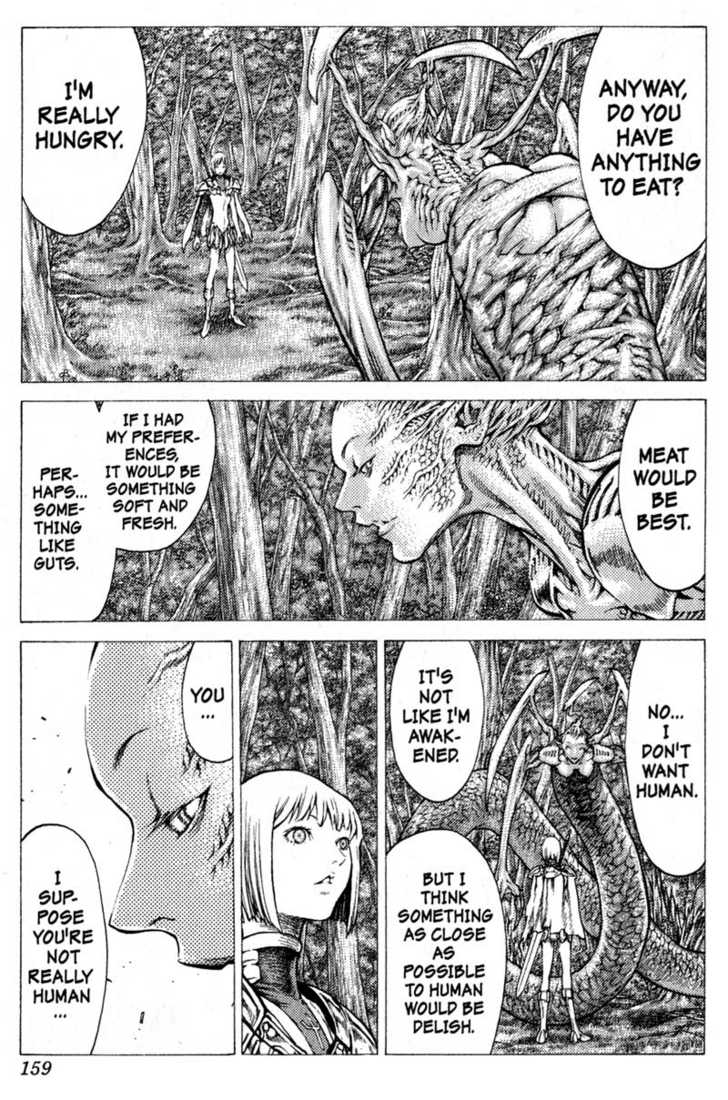 ANYWAY,
DO YOU
HAVE
ANYTHING
TO EAT?
I'M
REALLY
HUNGRY.
MEAT
WOULD
BE
BEST.
IF I HAD
MY PREFER-
ENCES,
IT WOULD BE
SOMETHING
SOFT AND
FRESH.
PER-
HAPS...
SOME-
THING
LIKE
GUTS.
NO...
I
DON'T
WANT
HUMAN.
IT'S
NOT
LIKE I'M
AWAK-
ENED.
BUT I
THINK
SOMETHING
AS CLOSE
AS
POSSIBLE
TO HUMAN
WOULD BE
DELISH.
YOU
...
I
SUP-
POSE
YOU'RE
NOT
REALLY
HUMAN
...
159